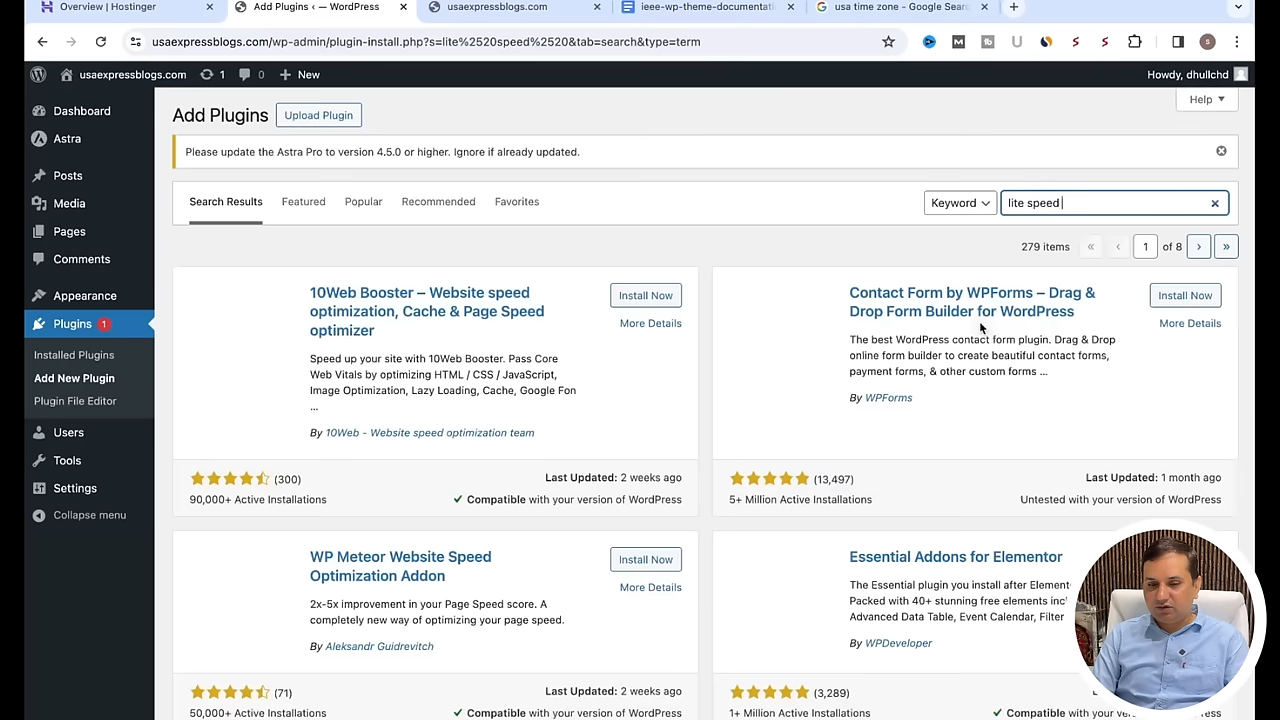 Overview | Hostinger
Add Plugins ‹ — WordPress
usaexpressblogs.com
ieee-wp-theme-documentati
usa time zone - Google Sear
usaexpressblogs.com/wp-admin/plugin-install.php?s=lite%2520speed%2520&tab=search&type=term
usaexpressblogs.com
1
0
New
Howdy, dhullchd
Dashboard
Astra
Posts
Media
Pages
Comments
Appearance
Plugins 1
Installed Plugins
Add New Plugin
Plugin File Editor
Users
Tools
Settings
Collapse menu
Help
Add Plugins
Upload Plugin
Please update the Astra Pro to version 4.5.0 or higher. Ignore if already updated.
Search Results
Featured
Popular
Recommended
Favorites
Keyword
lite speed
279 items « ‹ 1 of 8 › »
10Web Booster – Website speed
optimization, Cache & Page Speed
optimizer
Install Now
More Details
Speed up your site with 10Web Booster. Pass Core
Web Vitals by optimizing HTML / CSS / JavaScript,
Image Optimization, Lazy Loading, Cache, Google Fon
...
By 10Web - Website speed optimization team
(300)
Last Updated: 2 weeks ago
90,000+ Active Installations
Compatible with your version of WordPress
Contact Form by WPForms – Drag &
Drop Form Builder for WordPress
Install Now
More Details
The best WordPress contact form plugin. Drag & Drop
online form builder to create beautiful contact forms,
payment forms, & other custom forms ...
By WPForms
(13,497)
Last Updated: 1 month ago
5+ Million Active Installations
Untested with your version of WordPress
WP Meteor Website Speed
Optimization Addon
Install Now
More Details
2x-5x improvement in your Page Speed score. A
completely new way of optimizing your page speed.
By Aleksandr Guidrevitch
(71)
Last Updated: 2 weeks ago
50,000+ Active Installations
Compatible with your version of WordPress
Essential Addons for Elementor
The Essential plugin you install after Element
Packed with 40+ stunning free elements incl
Advanced Data Table, Event Calendar, Filter
By WPDeveloper
(3,289)
1+ Million Active Installations
Compatible with your